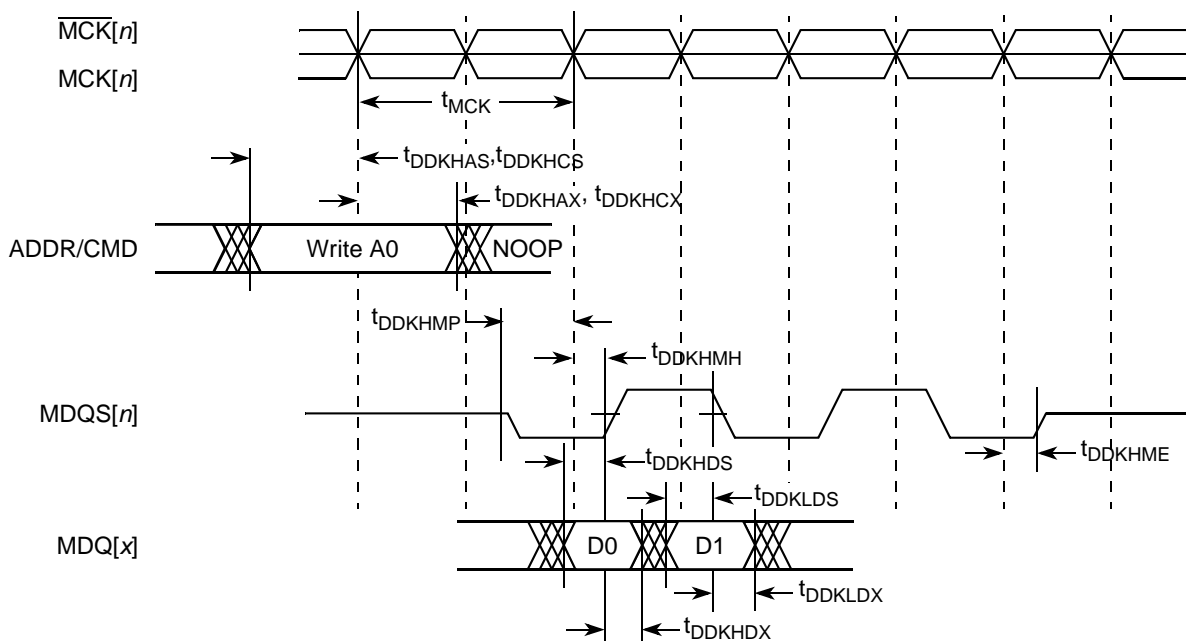 MCK[n]
MCK[n]
tMCK
tDDKHAS,tDDKHCS
tDDKHAX, tDDKHCX
ADDR/CMD
Write A0
NOOP
tDDKHMP
tDDKHMH
MDQS[n]
tDDKHDS
tDDKHME
tDDKLDS
MDQ[x]
D0
D1
tDDKLDX
tDDKHDX